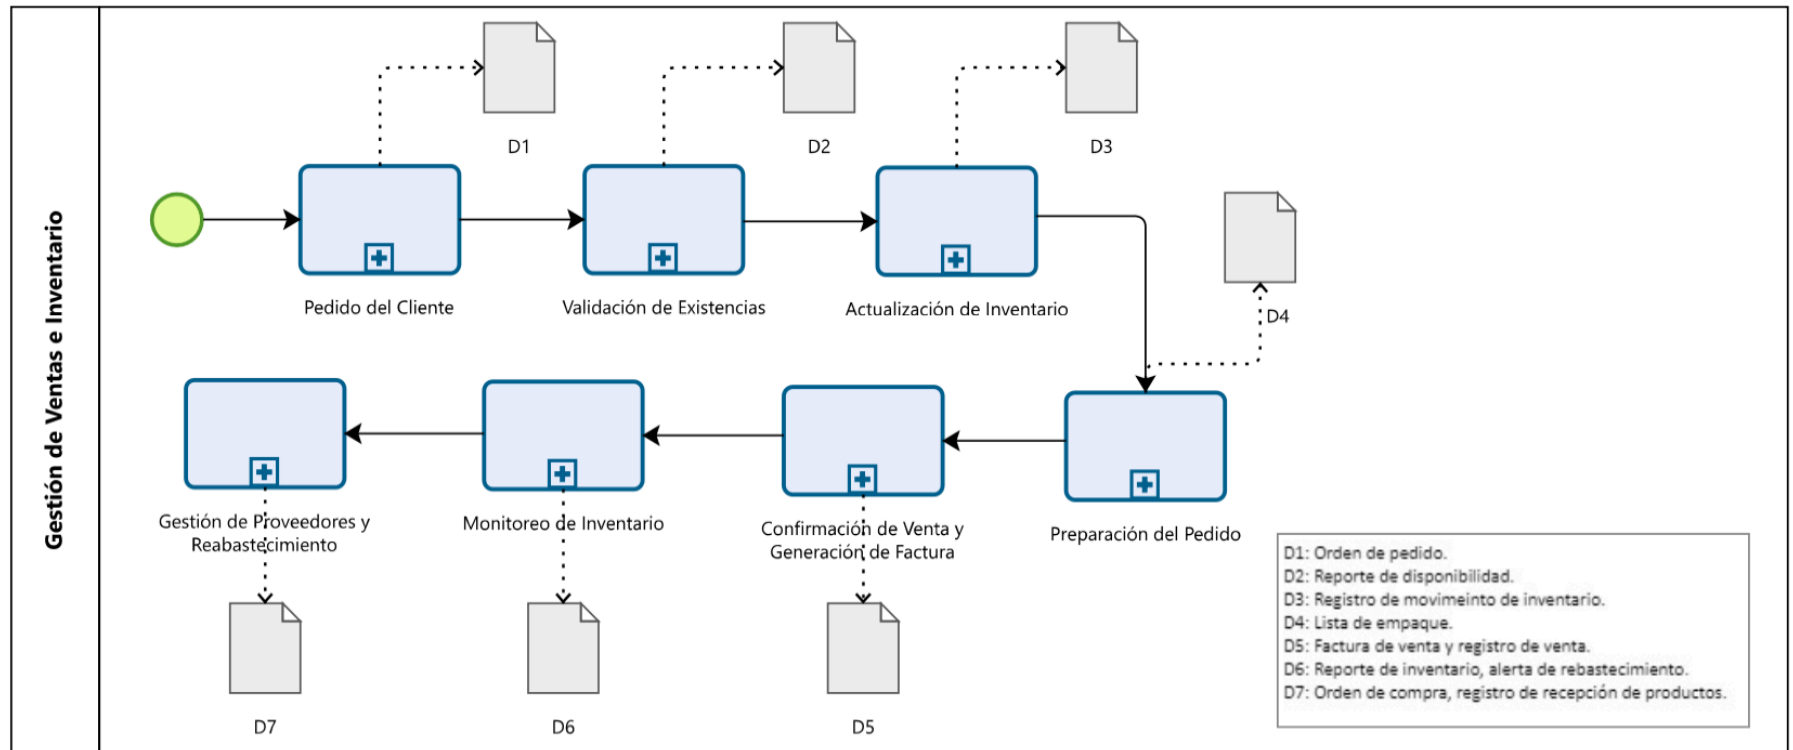 Gestión de Ventas e Inventario
D1
D2
D3
Pedido del Cliente
Validación de Existencias
Actualización de Inventario
D4
Gestión de Proveedores y
Reabastecimiento
Monitoreo de Inventario
Confirmación de Venta y
Generación de Factura
Preparación del Pedido
D7
D6
D5
D1: Orden de pedido.
D2: Reporte de disponibilidad.
D3: Registro de movimeinto de inventario.
D4: Lista de empaque.
D5: Factura de venta y registro de venta.
D6: Reporte de inventario, alerta de rebastecimiento.
D7: Orden de compra, registro de recepción de productos.